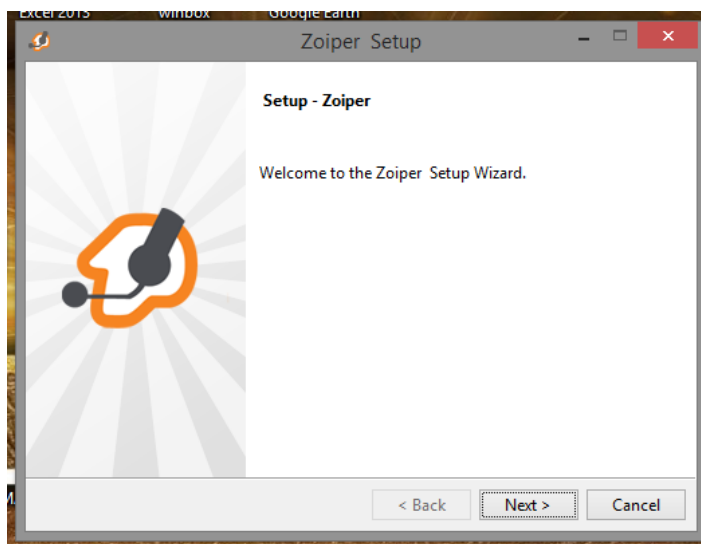 Excel 2013 winbox Google Earth
Zoiper Setup
Setup - Zoiper
Welcome to the Zoiper Setup Wizard.
< Back Next > Cancel